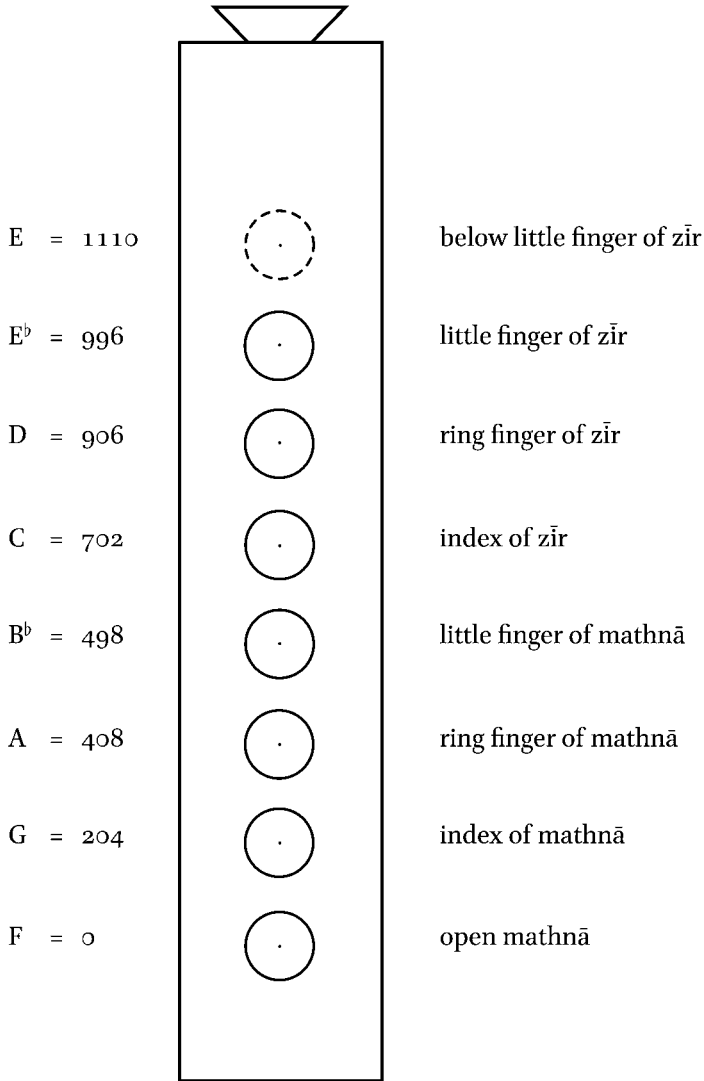 E = 1110 below little finger of zīr
E♭ = 996 little finger of zīr
D = 906 ring finger of zīr
C = 702 index of zīr
B♭ = 498 little finger of mathnā
A = 408 ring finger of mathnā
G = 204 index of mathnā
F = 0 open mathnā